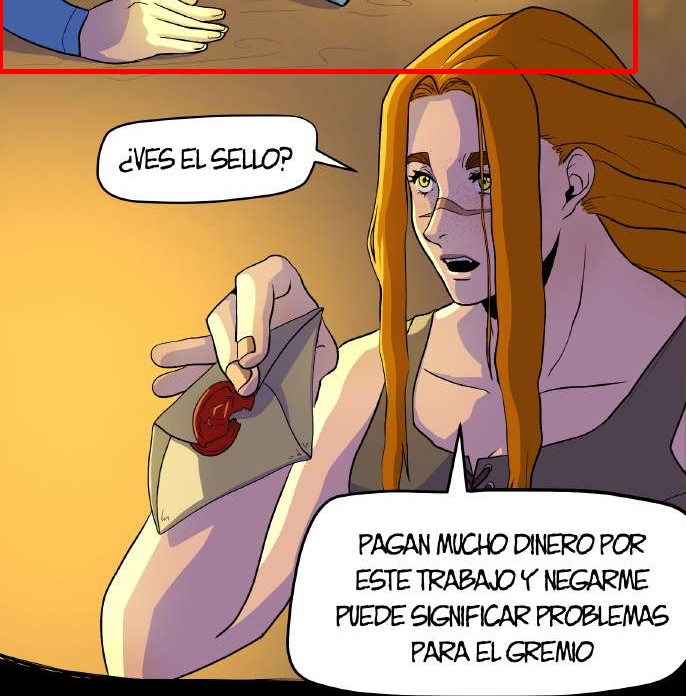 ¿VES EL SELLO?
PAGAN MUCHO DINERO POR
ESTE TRABAJO Y NEGARME
PUEDE SIGNIFICAR PROBLEMAS
PARA EL GREMIO